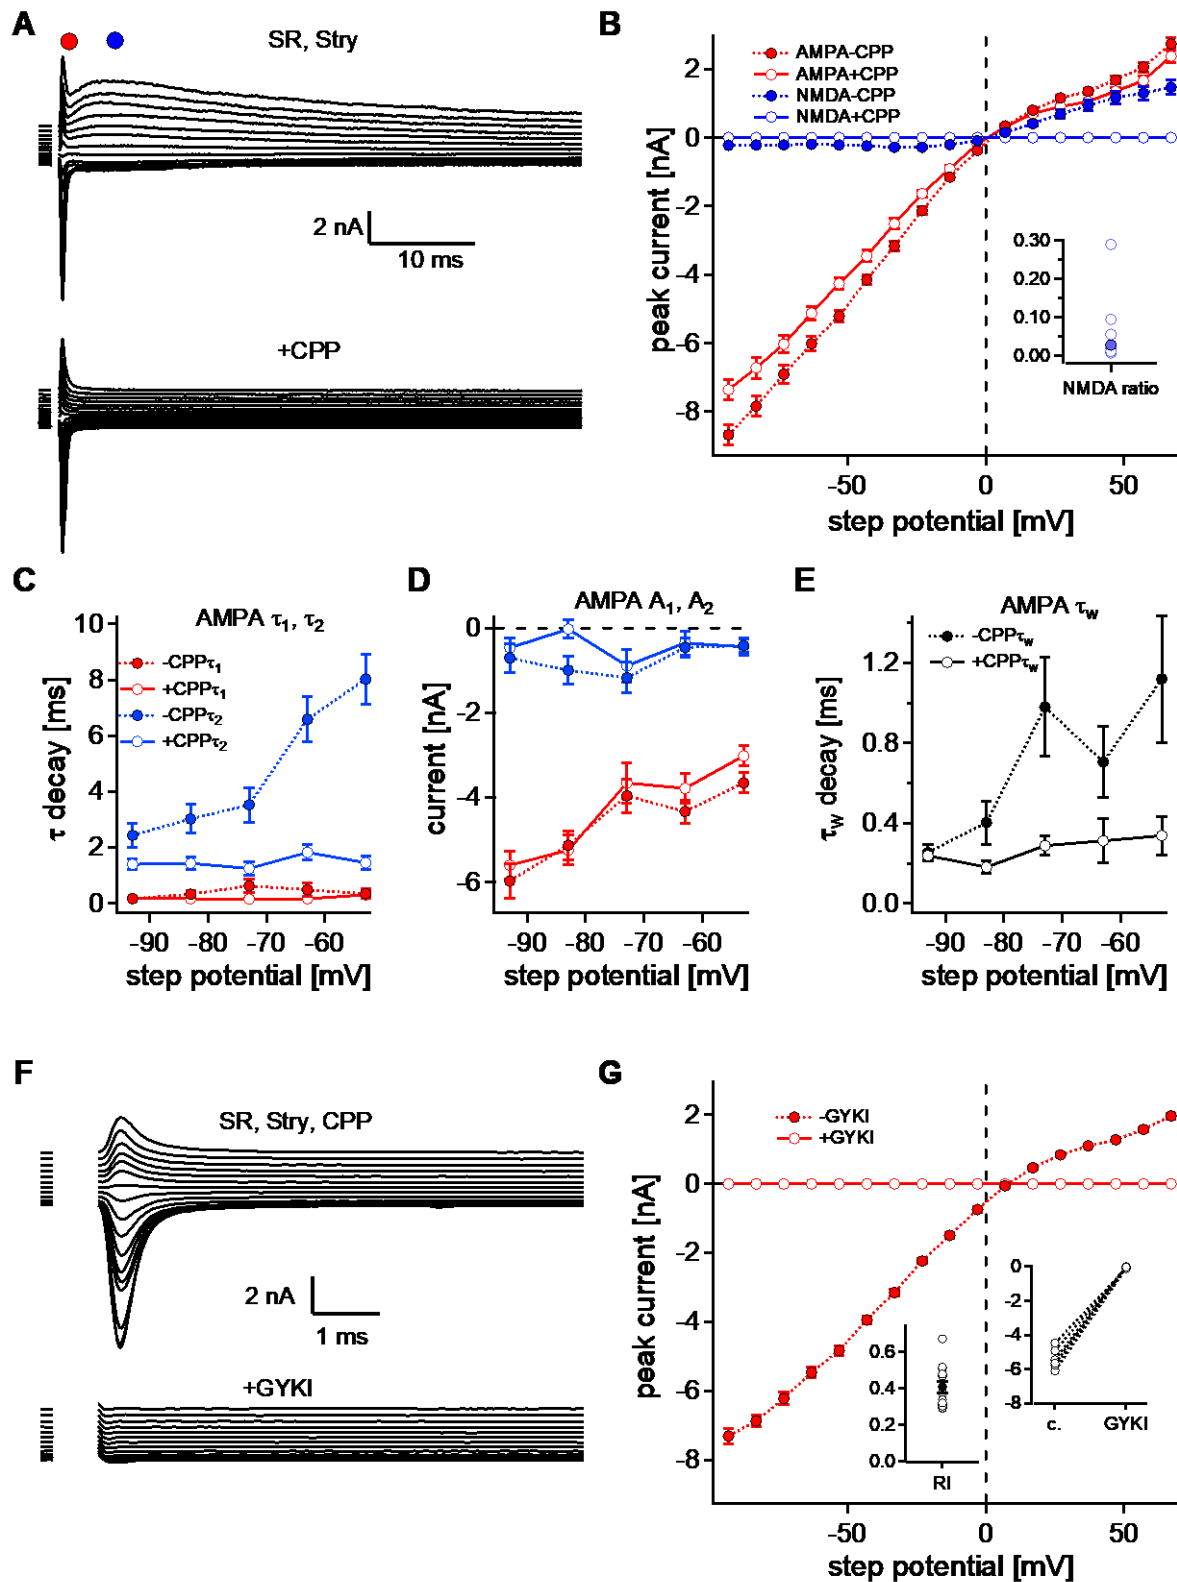 A
SR, Stry
2 nA
10 ms
+CPP
B
AMPA-CPP
AMPA+CPP
NMDA-CPP
NMDA+CPP
2
0
-2
-4
-6
-8
peak current [nA]
-50
0
50
step potential [mV]
0.30
0.20
0.10
0.00
NMDA ratio
C
AMPA τ1, τ2
-CPPτ1
+CPPτ1
-CPPτ2
+CPPτ2
10
8
6
4
2
0
τ decay [ms]
-90 -80 -70 -60
step potential [mV]
D
AMPA A1, A2
0
-2
-4
-6
current [nA]
-90 -80 -70 -60
step potential [mV]
E
AMPA τw
-CPPτw
+CPPτw
1.2
0.8
0.4
0.0
τw decay [ms]
-90 -80 -70 -60
step potential [mV]
F
SR, Stry, CPP
2 nA
1 ms
+GYKI
G
-GYKI
+GYKI
2
0
-2
-4
-6
-8
peak current [nA]
-50
0
50
step potential [mV]
0.6
0.4
0.2
0.0
RI
0
-2
-4
-6
-8
c. GYKI